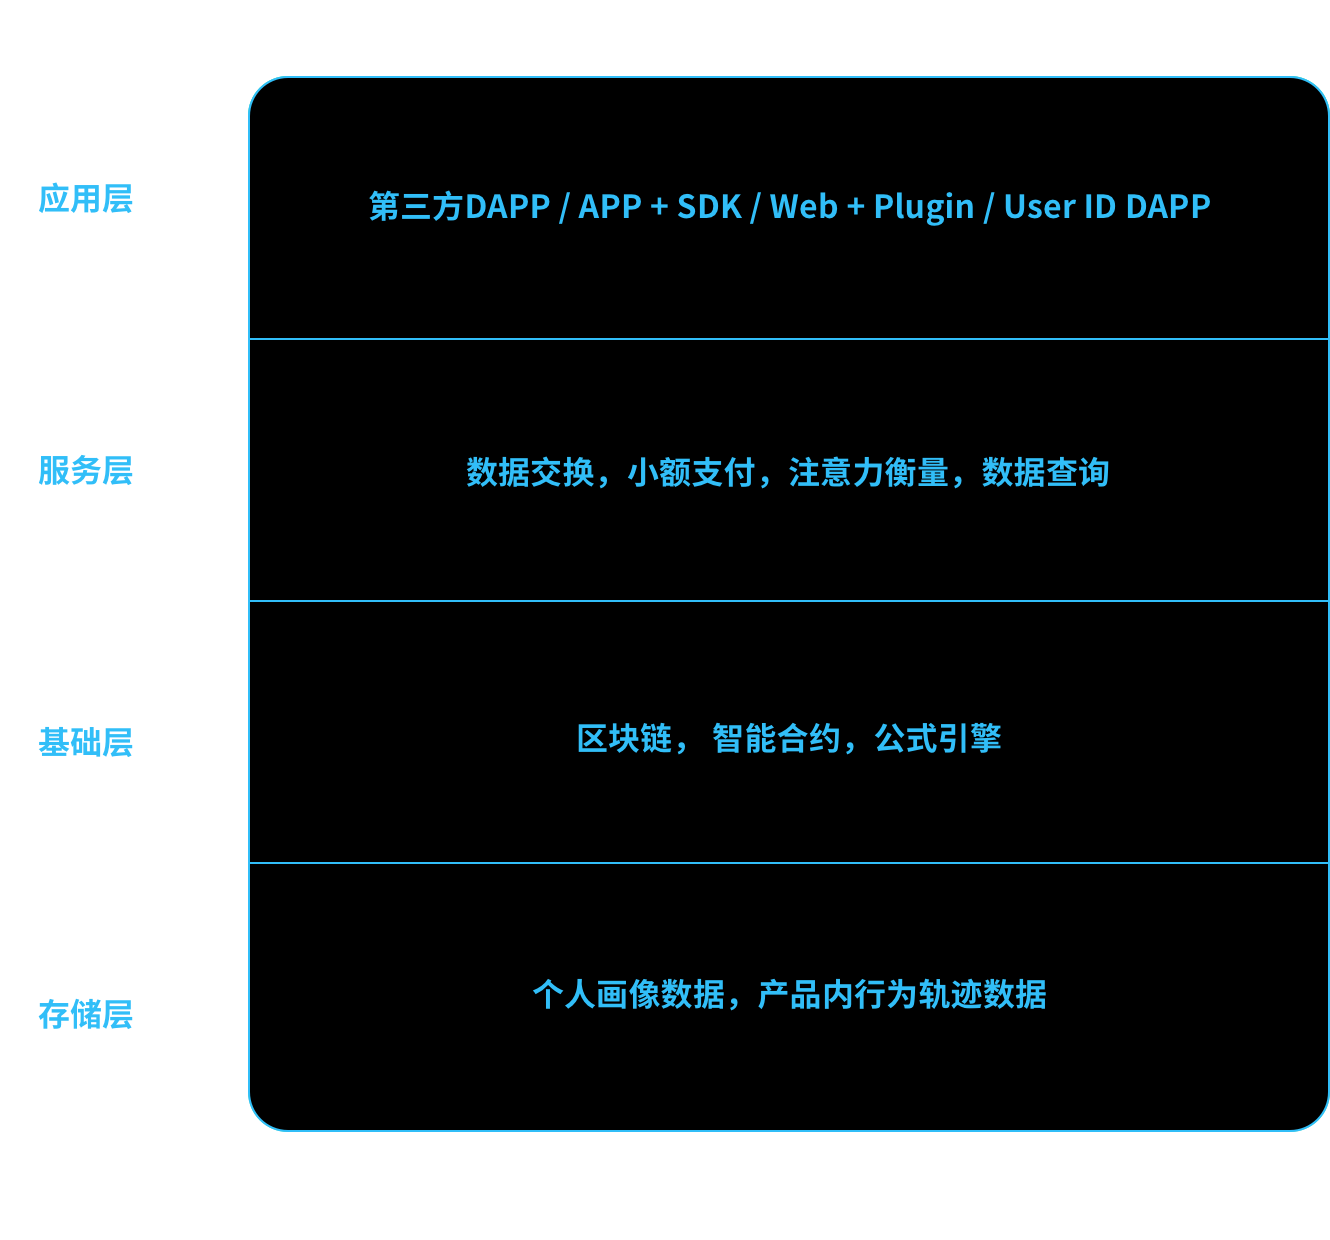 应用层
第三方DAPP / APP + SDK / Web + Plugin / User ID DAPP
服务层
数据交换，小额支付，注意力衡量，数据查询
基础层
区块链， 智能合约，公式引擎
存储层
个人画像数据，产品内行为轨迹数据